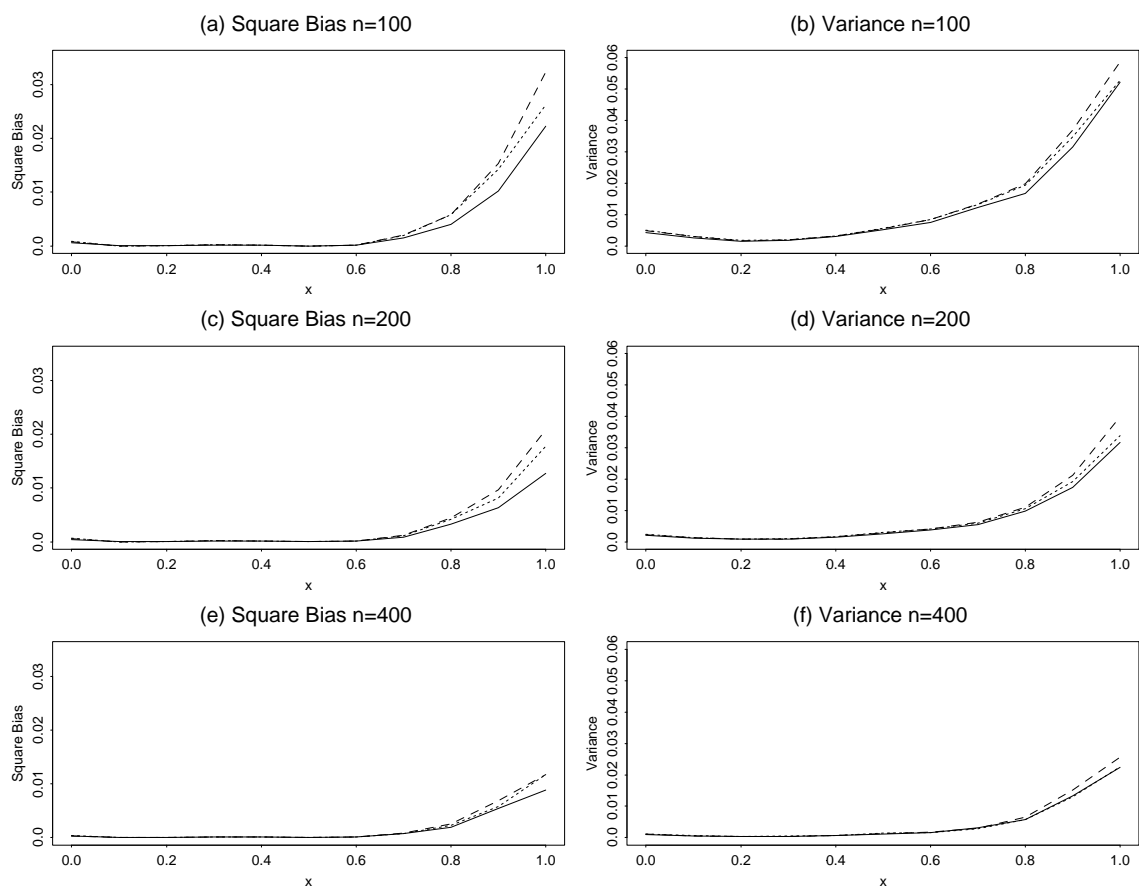 (a) Square Bias n=100
Square Bias
0.0 0.01 0.02 0.03
0.0 0.2 0.4 0.6 0.8 1.0
x
(b) Variance n=100
Variance
0.0 0.01 0.02 0.03 0.04 0.05 0.06
0.0 0.2 0.4 0.6 0.8 1.0
x
(c) Square Bias n=200
Square Bias
0.0 0.01 0.02 0.03
0.0 0.2 0.4 0.6 0.8 1.0
x
(d) Variance n=200
Variance
0.0 0.01 0.02 0.03 0.04 0.05 0.06
0.0 0.2 0.4 0.6 0.8 1.0
x
(e) Square Bias n=400
Square Bias
0.0 0.01 0.02 0.03
0.0 0.2 0.4 0.6 0.8 1.0
x
(f) Variance n=400
Variance
0.0 0.01 0.02 0.03 0.04 0.05 0.06
0.0 0.2 0.4 0.6 0.8 1.0
x